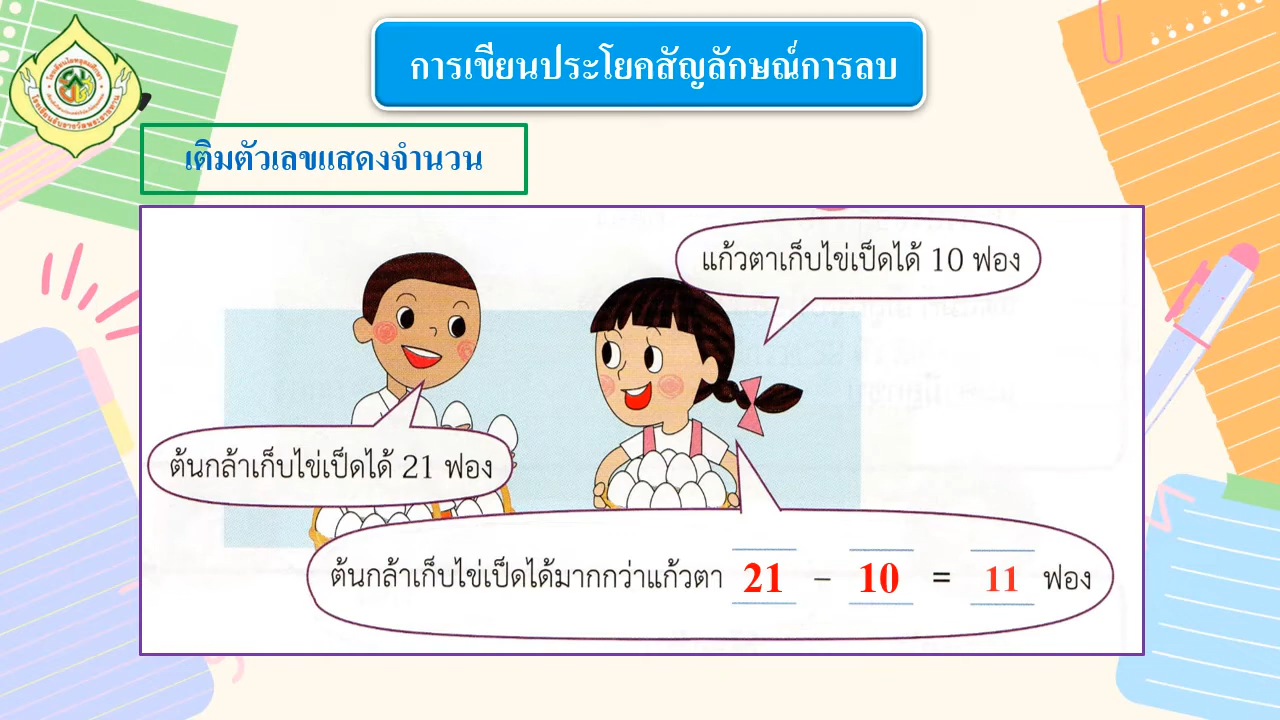 การเขียนประโยคสัญลักษณ์การลบ
เติมตัวเลขแสดงจำนวน
แก้วตาเก็บไข่เป็ดได้ 10 ฟอง
ต้นกล้าเก็บไข่เป็ดได้ 21 ฟอง
ต้นกล้าเก็บไข่เป็ดได้มากกว่าแก้วตา 21 – 10 = 11 ฟอง